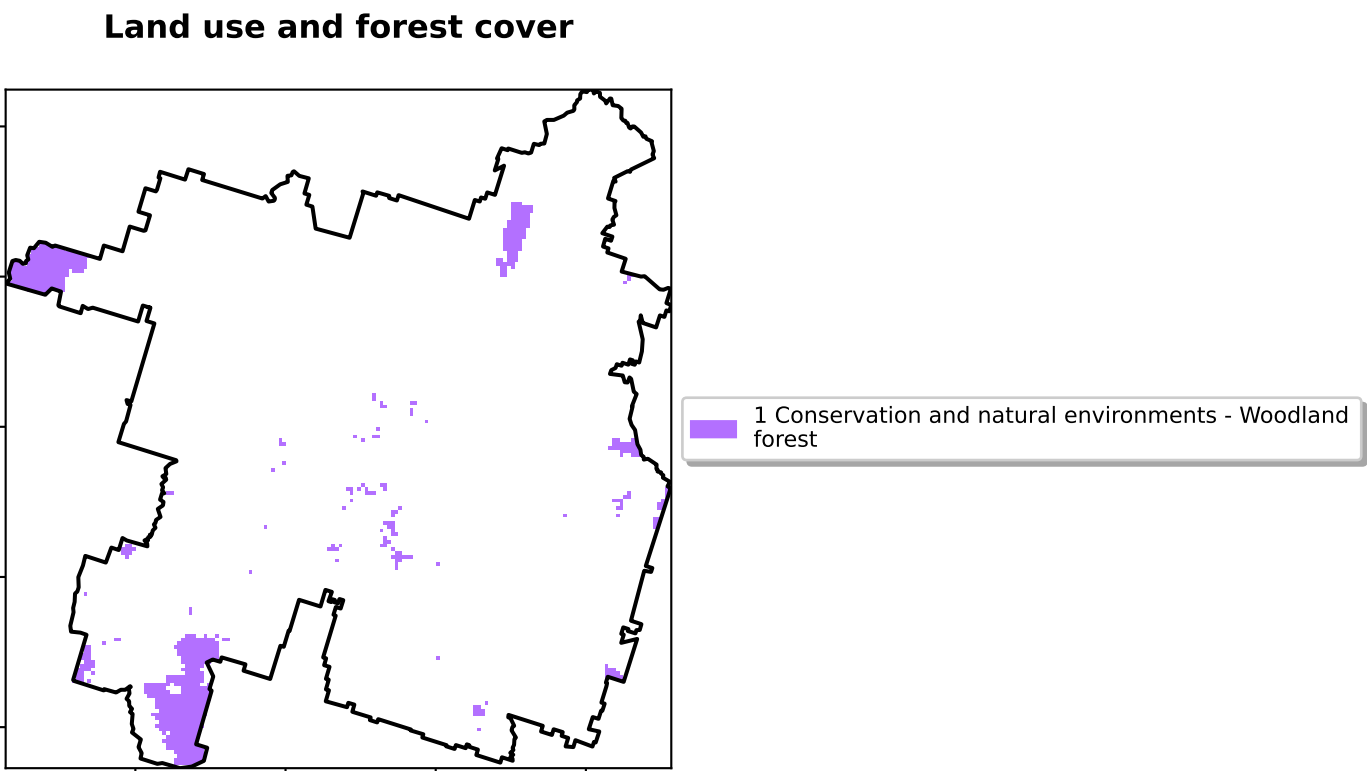 Land use and forest cover
1 Conservation and natural environments - Woodland
forest